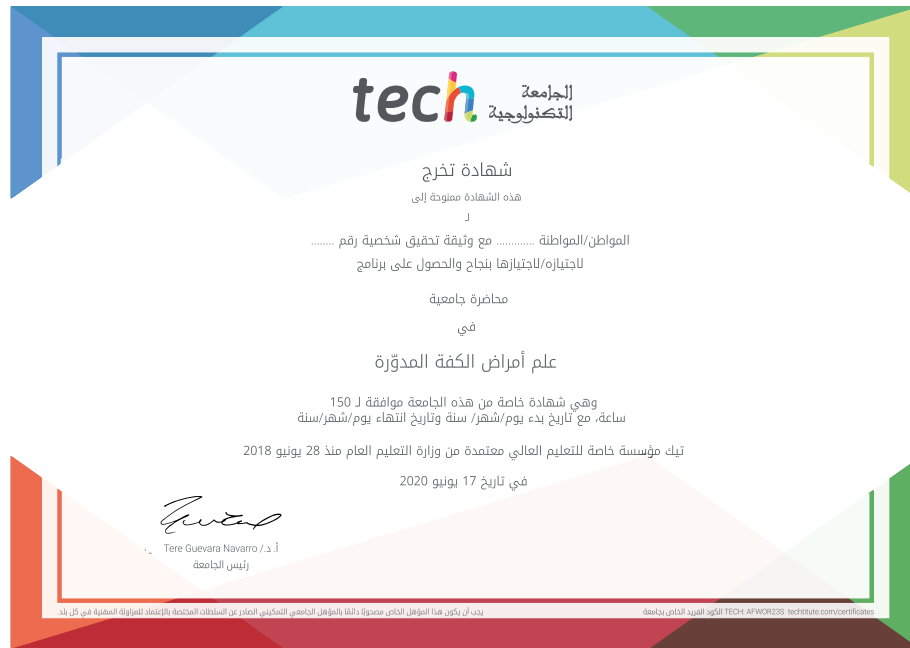 tech الجامعة
التكنولوجية
شهادة تخرج
هذه الشهادة ممنوحة إلى
لـ
المواطن/المواطنة ............. مع وثيقة تحقيق شخصية رقم ........
لاجتيازه/لاجتيازها بنجاح والحصول على برنامج
محاضرة جامعية
في
علم أمراض الكفة المدوّرة
وهي شهادة خاصة من هذه الجامعة موافقة لـ 150
ساعة، مع تاريخ بدء يوم/شهر/ سنة وتاريخ انتهاء يوم/شهر/سنة
تيك مؤسسة خاصة للتعليم العالي معتمدة من وزارة التعليم العام منذ 28 يونيو 2018
في تاريخ 17 يونيو 2020
أ. د./ Tere Guevara Navarro
رئيس الجامعة
يجب أن يكون هذا المؤهل الخاص مصحوبًا دائمًا بالمؤهل الجامعي التمكيني الصادر عن السلطات المختصة بالإعتماد للمزاولة المهنية في كل بلد.
الكود الفريد الخاص بجامعة TECH: AFWOR23S techtitute.com/certificates